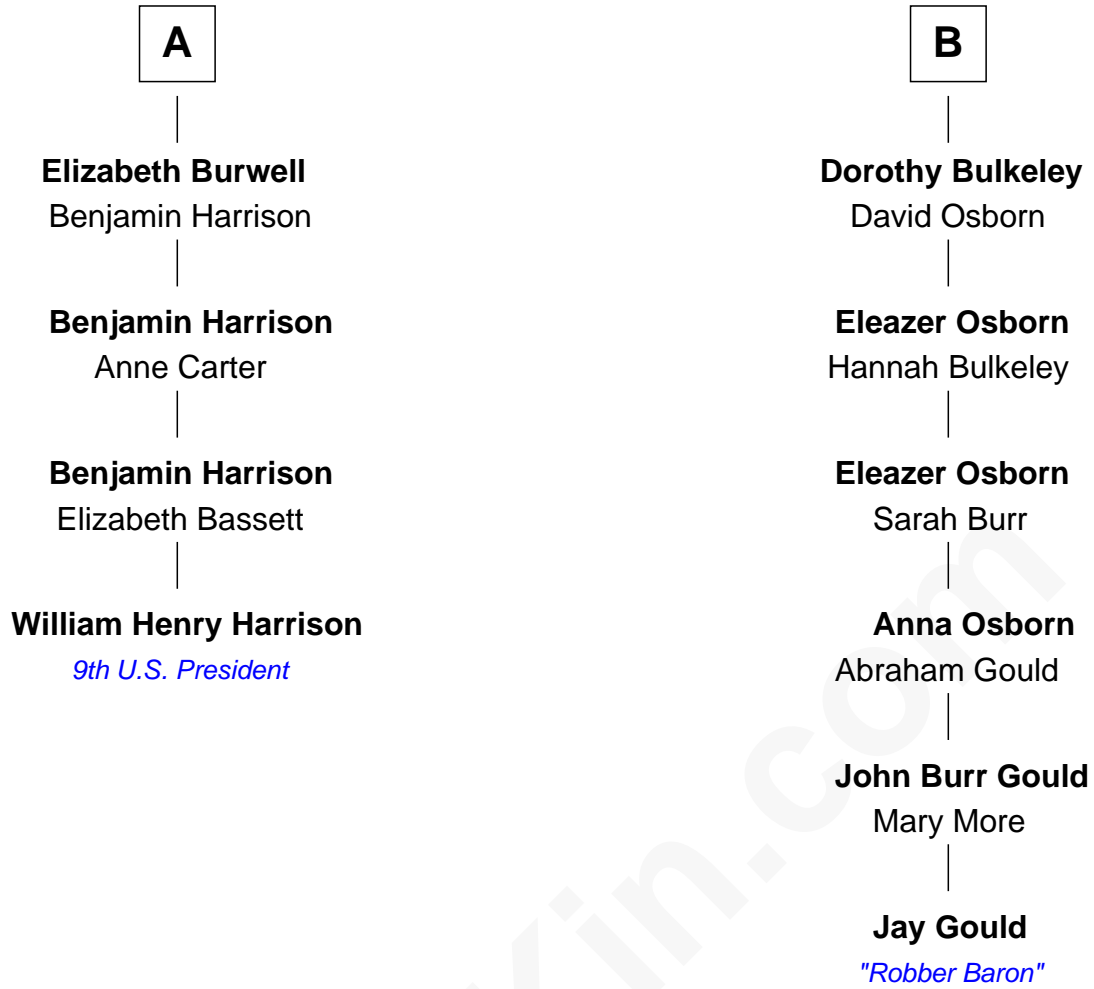 A
Elizabeth Burwell
Benjamin Harrison
Benjamin Harrison
Anne Carter
Benjamin Harrison
Elizabeth Bassett
William Henry Harrison
9th U.S. President
B
Dorothy Bulkeley
David Osborn
Eleazer Osborn
Hannah Bulkeley
Eleazer Osborn
Sarah Burr
Anna Osborn
Abraham Gould
John Burr Gould
Mary More
Jay Gould
"Robber Baron"
Kin.com